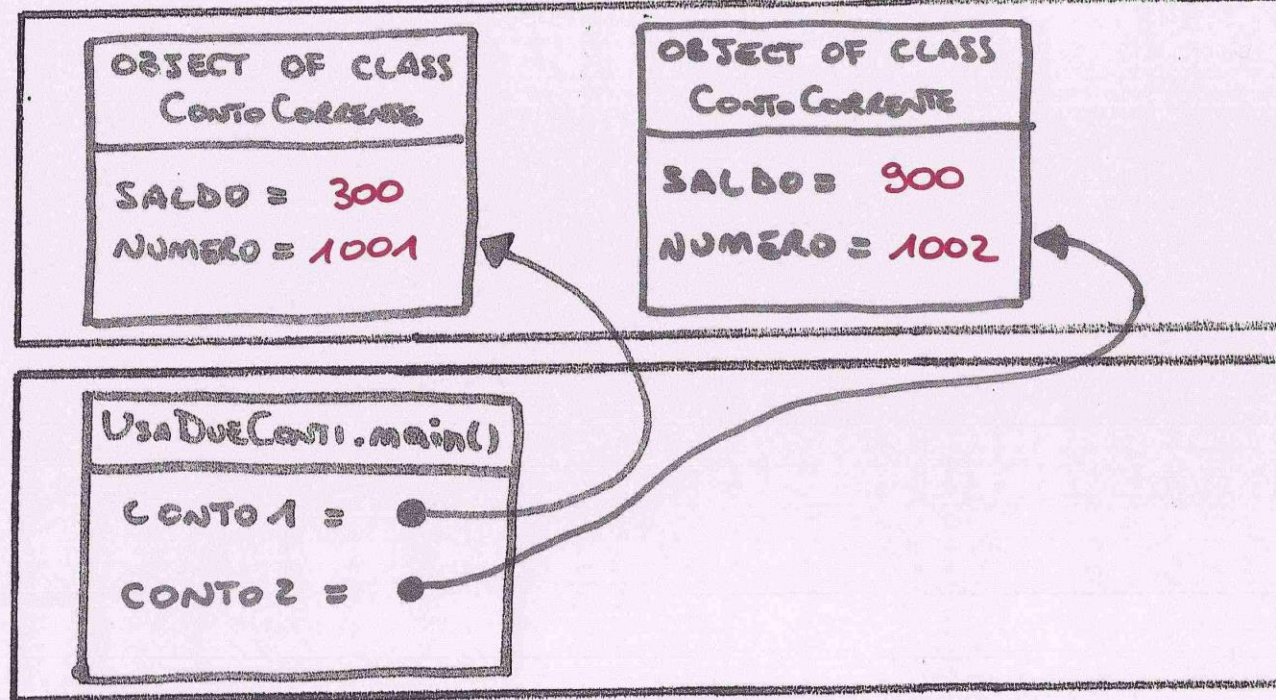 OBJECT OF CLASS
ContoCorrente
SALDO = 300
NUMERO = 1001
OBJECT OF CLASS
ContoCorrente
SALDO = 900
NUMERO = 1002
UsaDueConti.main()
CONTO1 =
CONTO2 =